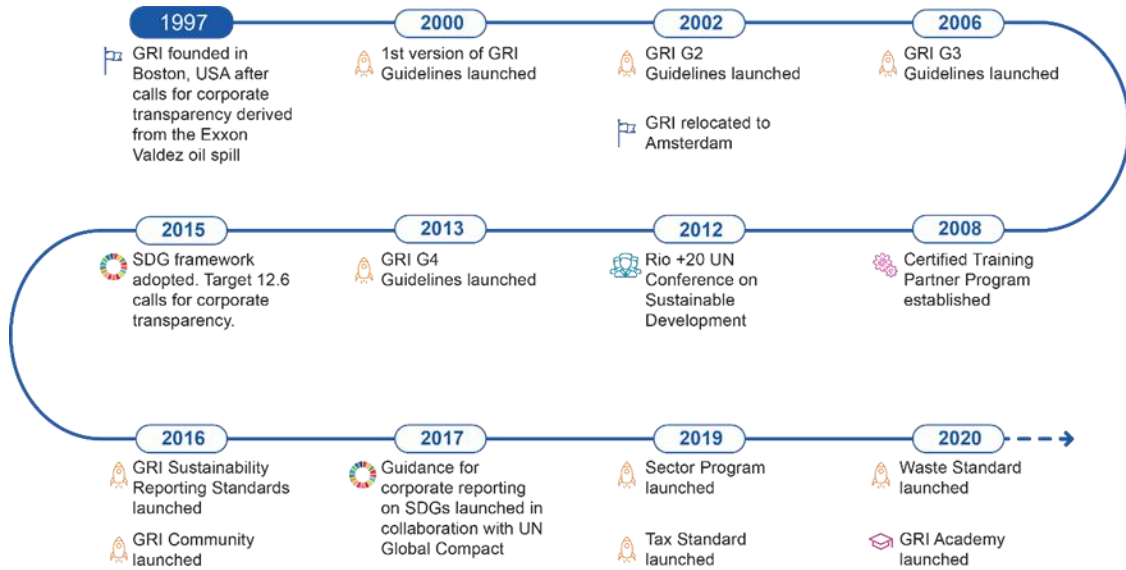 1997
GRI founded in
Boston, USA after
calls for corporate
transparency derived
from the Exxon
Valdez oil spill
2000
1st version of GRI
Guidelines launched
2002
GRI G2
Guidelines launched
GRI relocated to
Amsterdam
2006
GRI G3
Guidelines launched
2008
Certified Training
Partner Program
established
2012
Rio +20 UN
Conference on
Sustainable
Development
2013
GRI G4
Guidelines launched
2015
SDG framework
adopted. Target 12.6
calls for corporate
transparency.
2016
GRI Sustainability
Reporting Standards
launched
GRI Community
launched
2017
Guidance for
corporate reporting
on SDGs launched in
collaboration with UN
Global Compact
2019
Sector Program
launched
Tax Standard
launched
2020
Waste Standard
launched
GRI Academy
launched